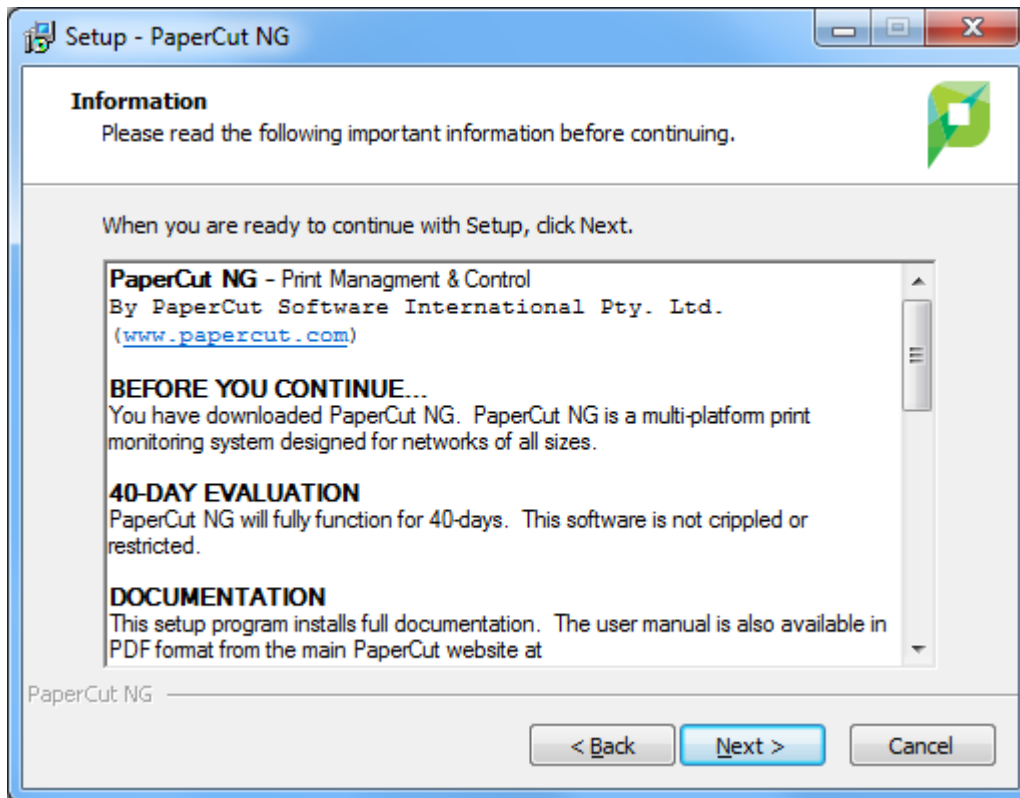 Setup - PaperCut NG
Information
Please read the following important information before continuing.
When you are ready to continue with Setup, click Next.
PaperCut NG - Print Managment & Control
By PaperCut Software International Pty. Ltd.
(www.papercut.com)
BEFORE YOU CONTINUE...
You have downloaded PaperCut NG.  PaperCut NG is a multi-platform print
monitoring system designed for networks of all sizes.
40-DAY EVALUATION
PaperCut NG will fully function for 40-days.  This software is not crippled or
restricted.
DOCUMENTATION
This setup program installs full documentation.  The user manual is also available in
PDF format from the main PaperCut website at
PaperCut NG
< Back Next > Cancel